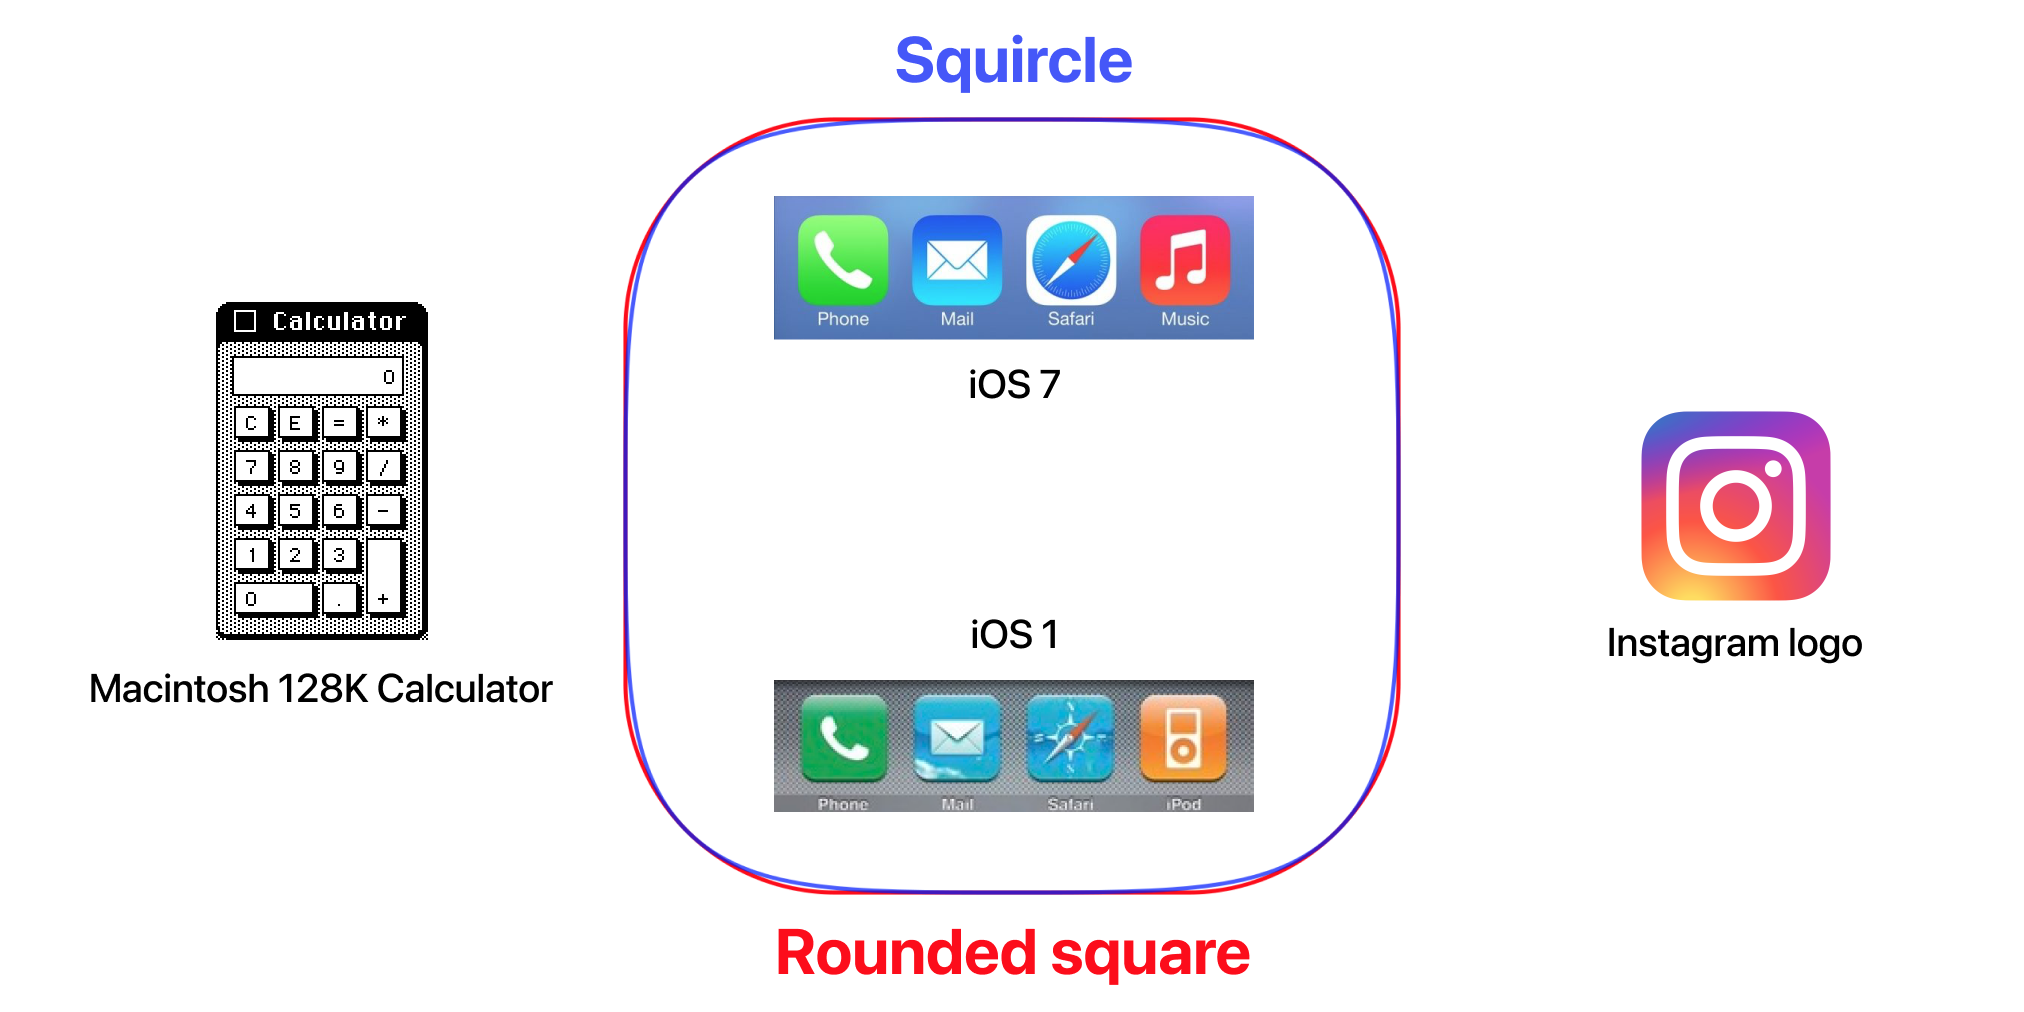 Squircle
Phone Mail Safari Music
iOS 7
Calculator
0
C E = *
7 8 9 /
4 5 6 -
1 2 3
0 . +
Macintosh 128K Calculator
iOS 1
Phone Mail Safari iPod
Instagram logo
Rounded square